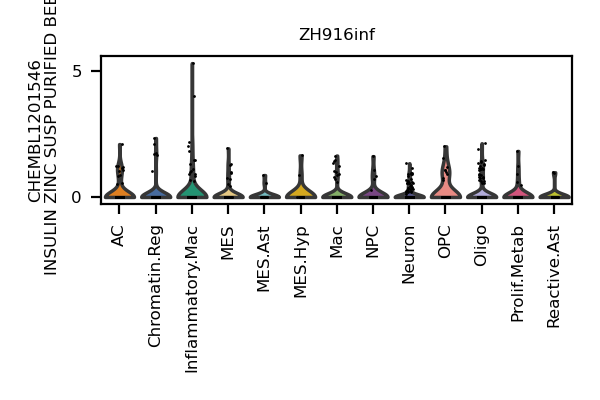 ZH916inf
CHEMBL1201546
INSULIN ZINC SUSP PURIFIED BEE
5
0
AC
Chromatin.Reg
Inflammatory.Mac
MES
MES.Ast
MES.Hyp
Mac
NPC
Neuron
OPC
Oligo
Prolif.Metab
Reactive.Ast